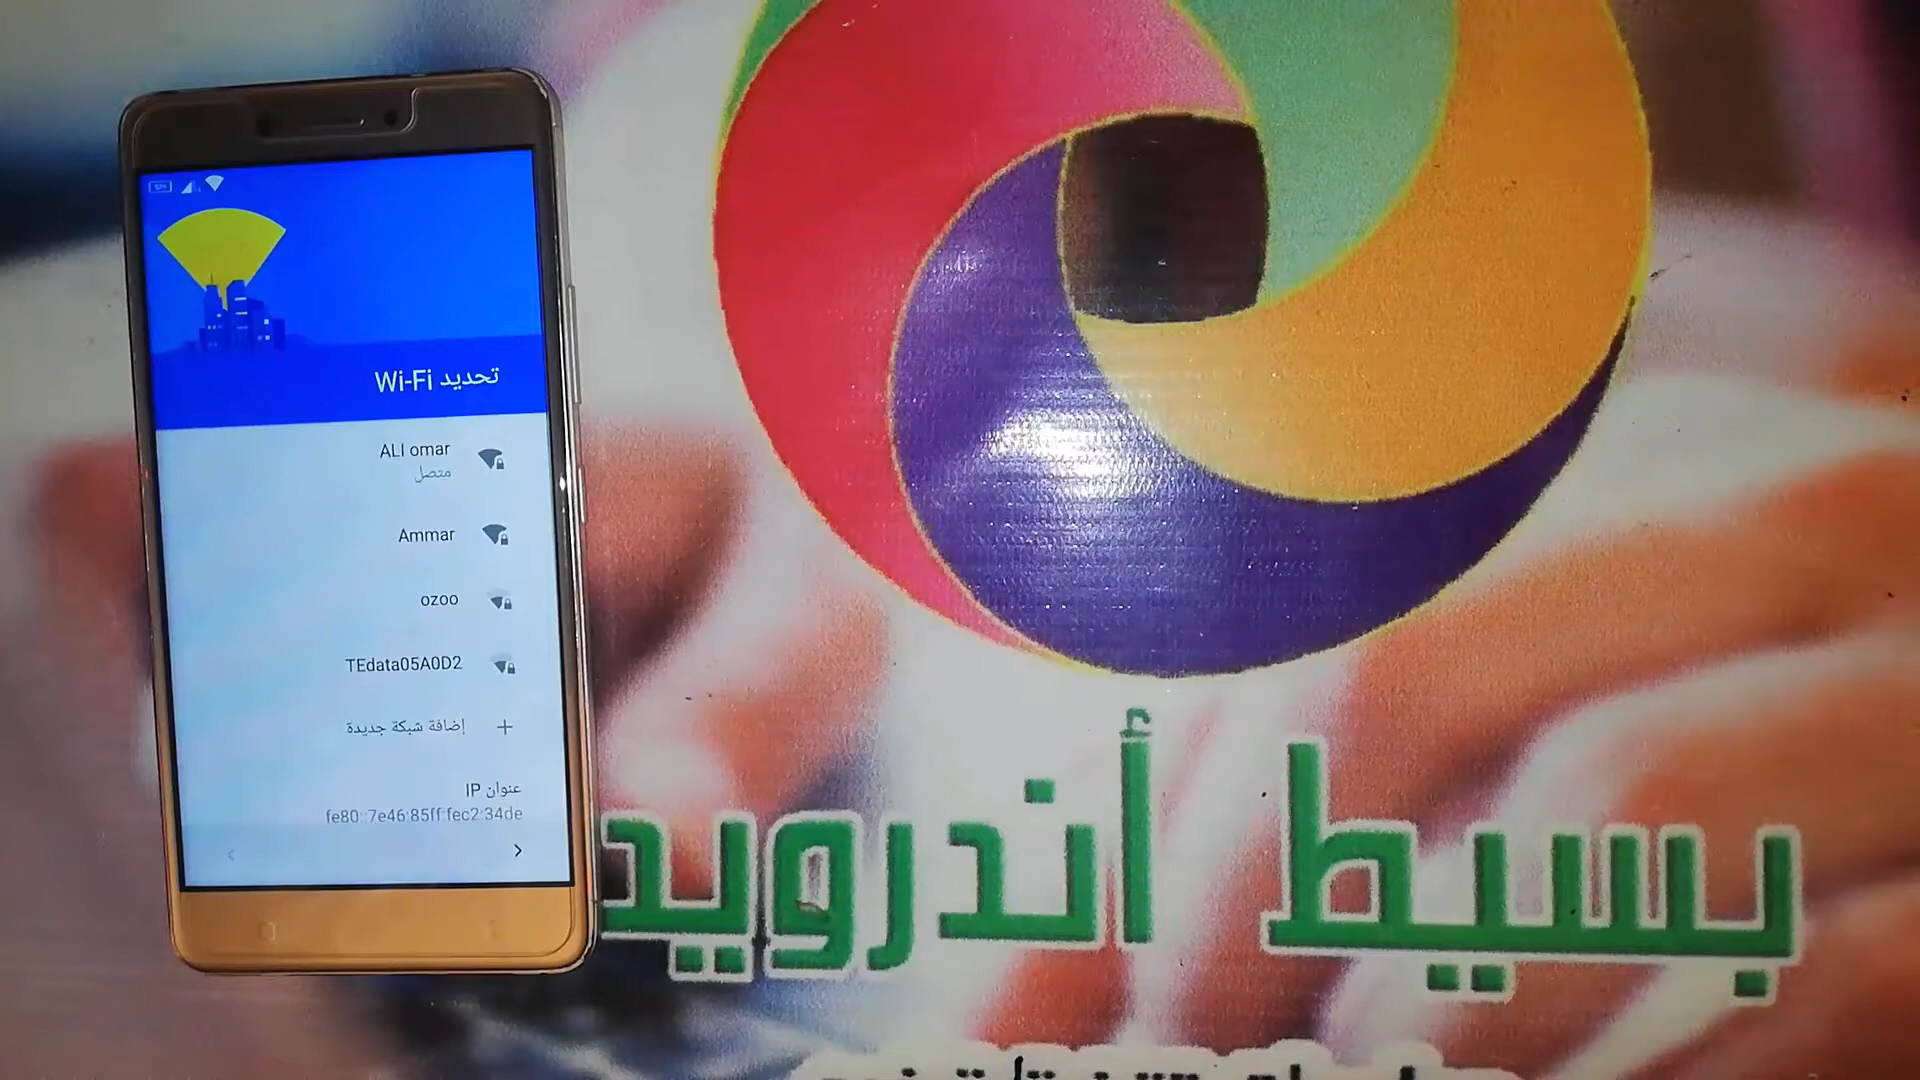 تحديد Wi-Fi
ALI omar
متصل
Ammar
ozoo
TEdata05A0D2
إضافة شبكة جديدة
عنوان IP
fe80::7e46:85ff:fec2:34de
بسيط أندرويد